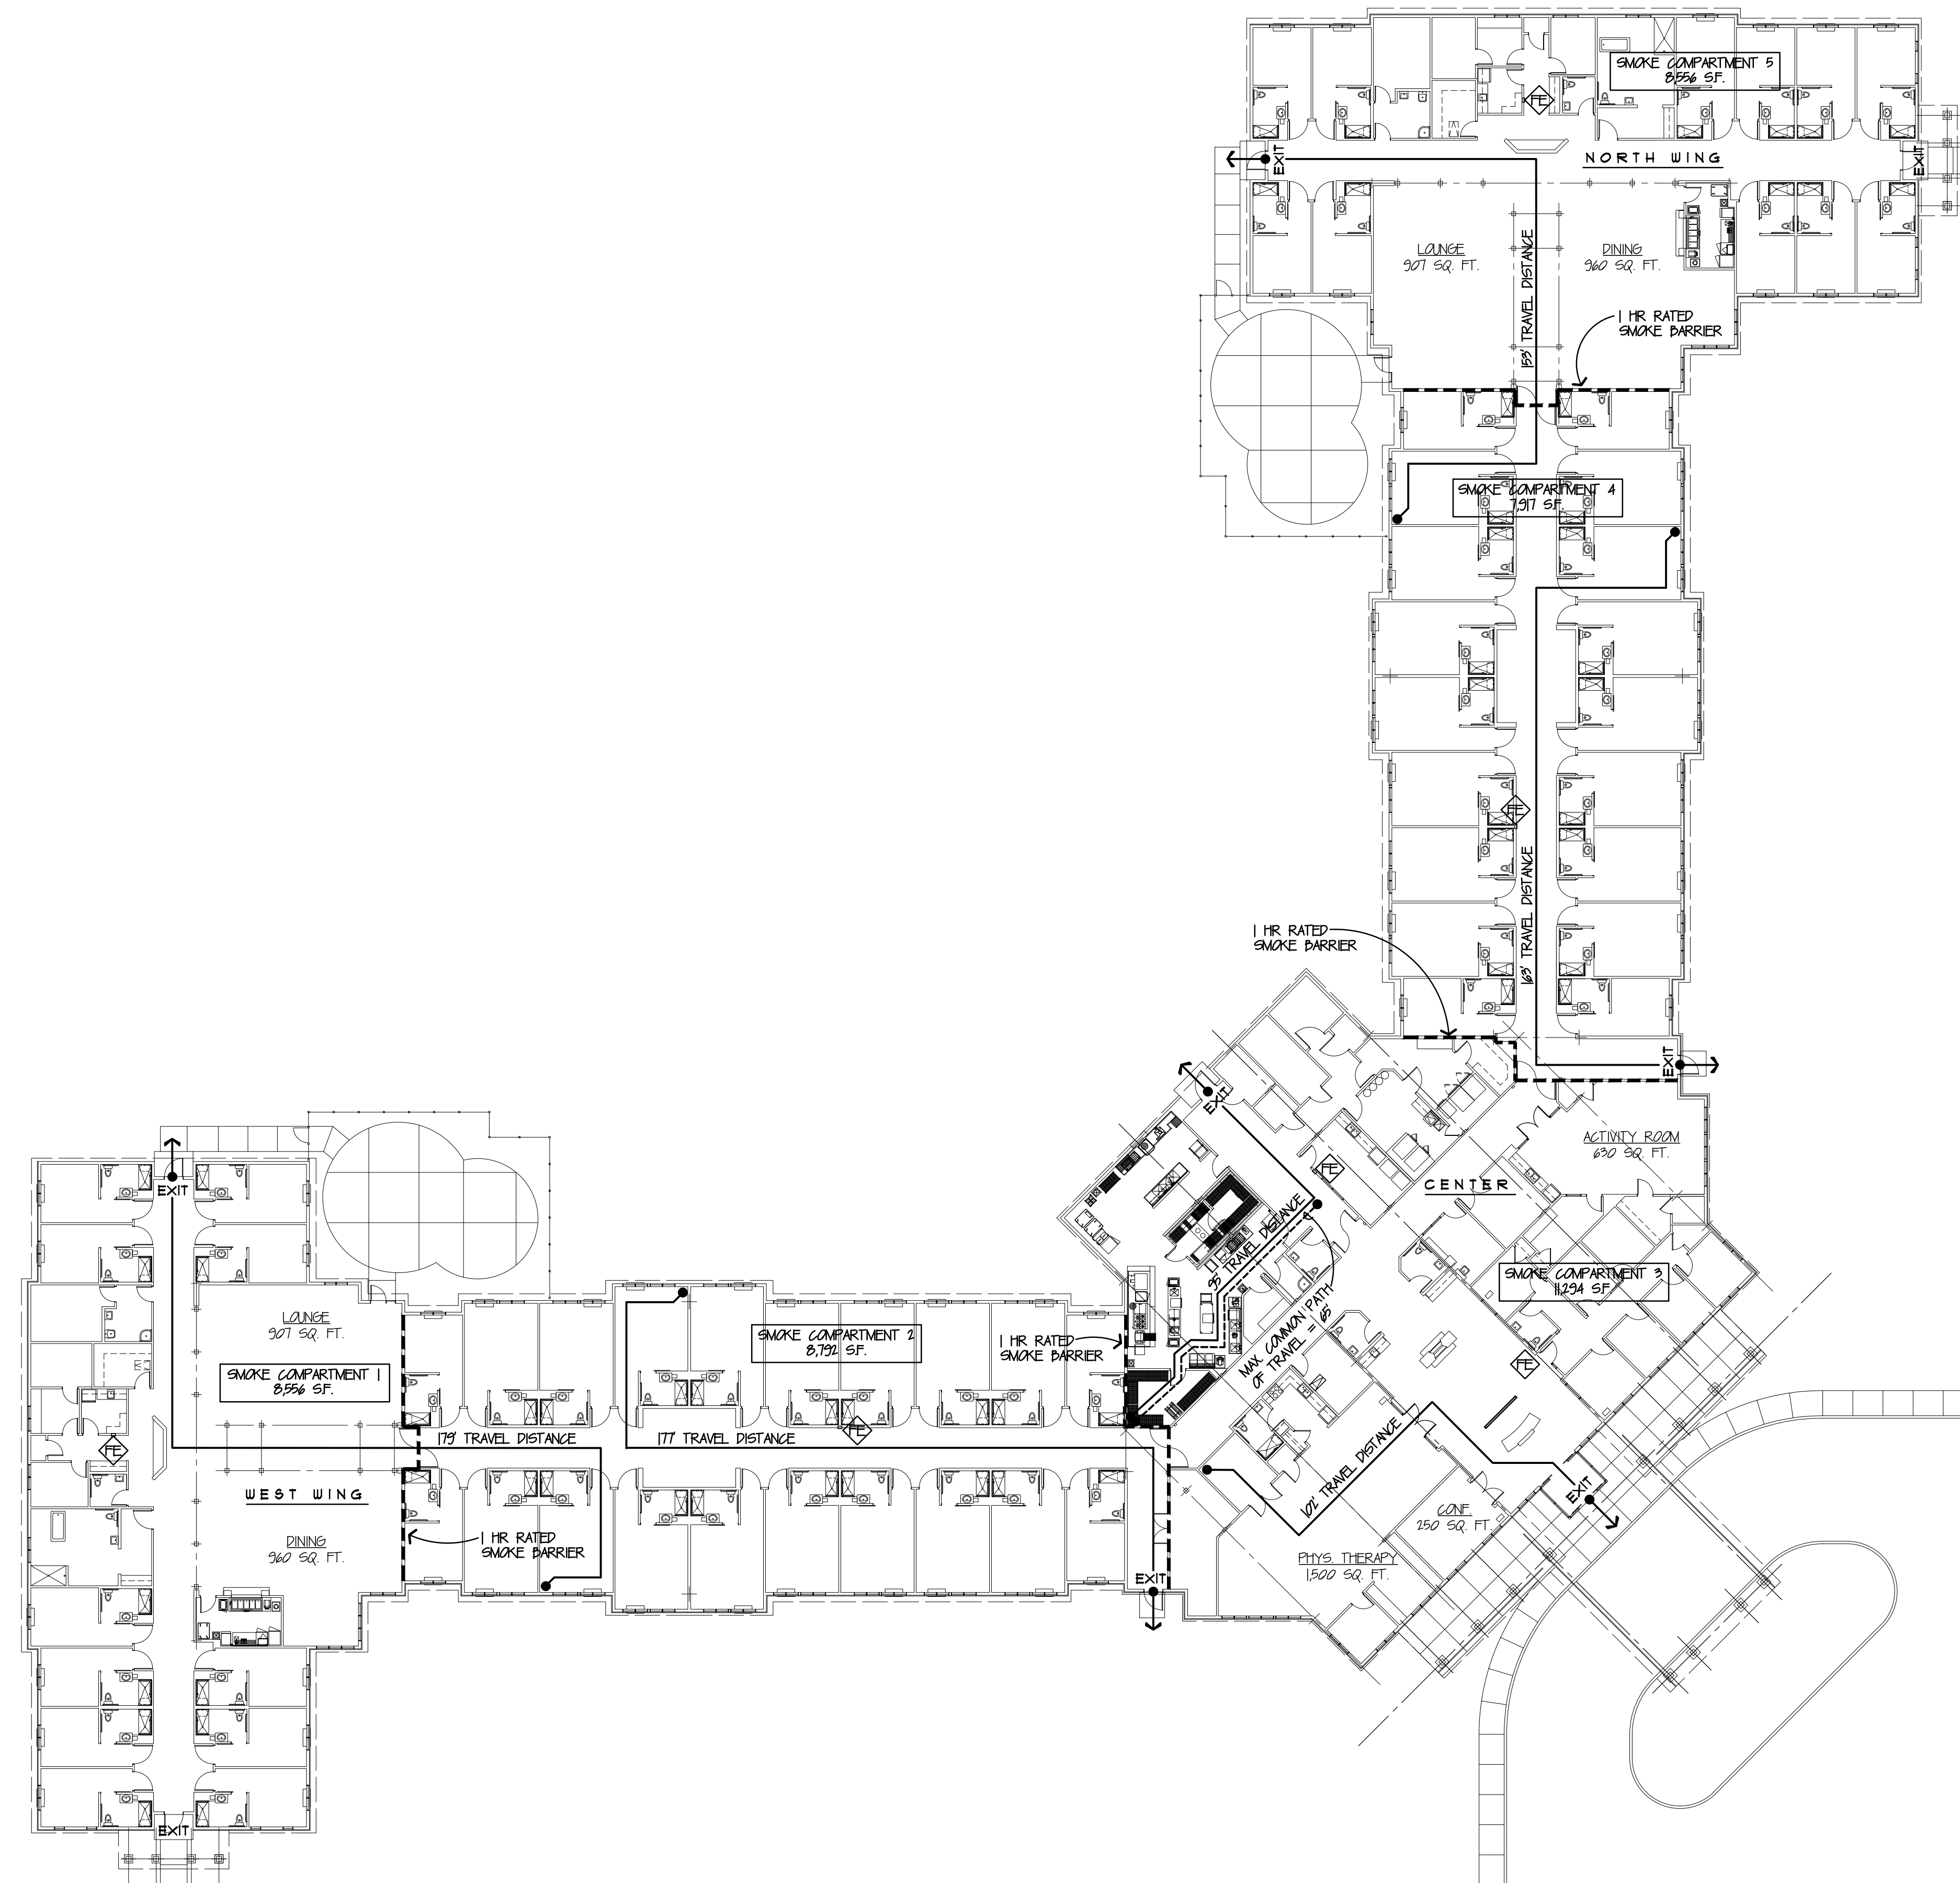 SMOKE COMPARTMENT 5
8,556 S.F.
FE
EXIT
NORTH WING
EXIT
LOUNGE
907 SQ. FT.
153' TRAVEL DISTANCE
DINING
960 SQ. FT.
1 HR RATED
SMOKE BARRIER
SMOKE COMPARTMENT 4
7,917 S.F.
FE
163' TRAVEL DISTANCE
1 HR RATED
SMOKE BARRIER
EXIT
EXIT
ACTIVITY ROOM
630 SQ. FT.
FE
CENTER
95' TRAVEL DISTANCE
SMOKE COMPARTMENT 3
11,294 S.F.
MAX. COMMON PATH
OF TRAVEL = 65'
FE
EXIT
LOUNGE
907 SQ. FT.
SMOKE COMPARTMENT 2
8,792 S.F.
1 HR RATED
SMOKE BARRIER
SMOKE COMPARTMENT 1
8,556 S.F.
FE
FE
179' TRAVEL DISTANCE
177' TRAVEL DISTANCE
102' TRAVEL DISTANCE
WEST WING
EXIT
CONF.
250 SQ. FT.
DINING
960 SQ. FT.
1 HR RATED
SMOKE BARRIER
PHYS. THERAPY
1,500 SQ. FT.
EXIT
EXIT